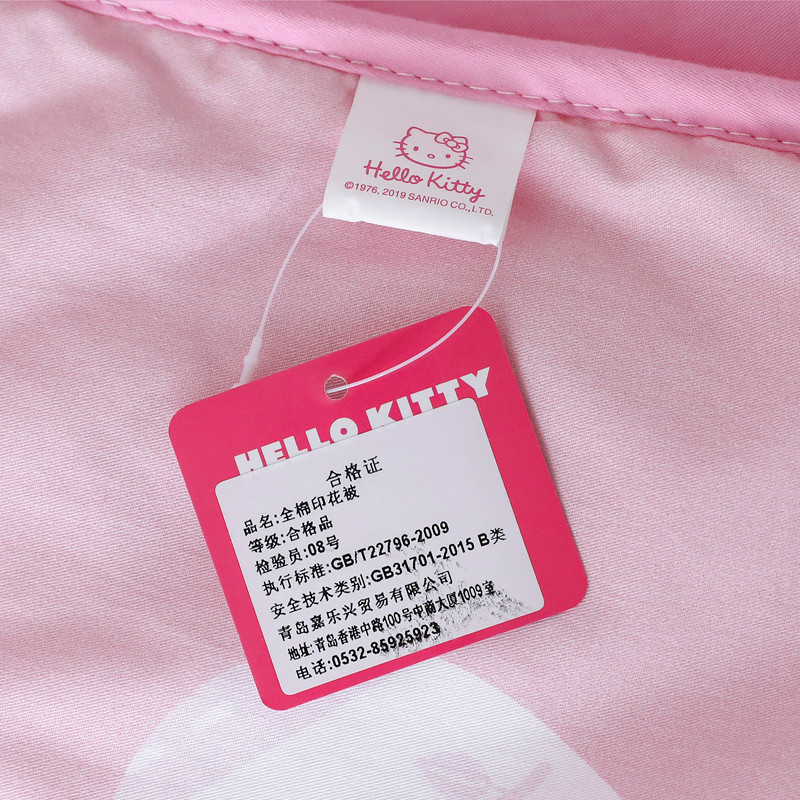 Hello Kitty
©1976, 2019 SANRIO CO., LTD.
HELLO KITTY
合格证
品名:全棉印花被
等级:合格品
检验员:08号
执行标准:GB/T22796-2009
安全技术类别:GB31701-2015 B类
青岛嘉乐兴贸易有限公司
地址:青岛香港中路100号中商大厦1009室
电话:0532-85925923